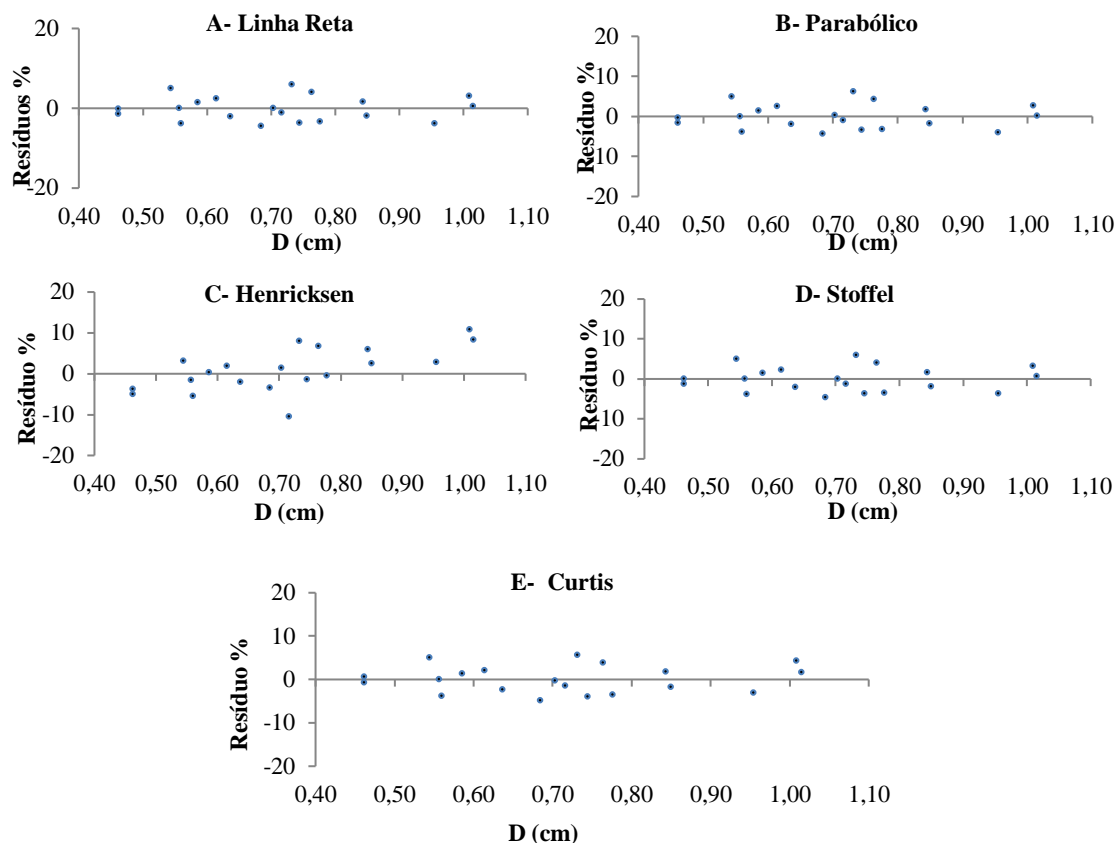 A- Linha Reta
Resíduos %
20
0
-20
0,40 0,50 0,60 0,70 0,80 0,90 1,00 1,10
D (cm)
B- Parabólico
Resíduo %
20
10
0
-10
-20
0,40 0,50 0,60 0,70 0,80 0,90 1,00 1,10
D (cm)
C- Henricksen
Resíduo %
20
10
0
-10
-20
0,40 0,50 0,60 0,70 0,80 0,90 1,00 1,10
D (cm)
D- Stoffel
Resíduo %
20
10
0
-10
-20
0,40 0,50 0,60 0,70 0,80 0,90 1,00 1,10
D (cm)
E- Curtis
Resíduo %
20
10
0
-10
-20
0,40 0,50 0,60 0,70 0,80 0,90 1,00 1,10
D (cm)